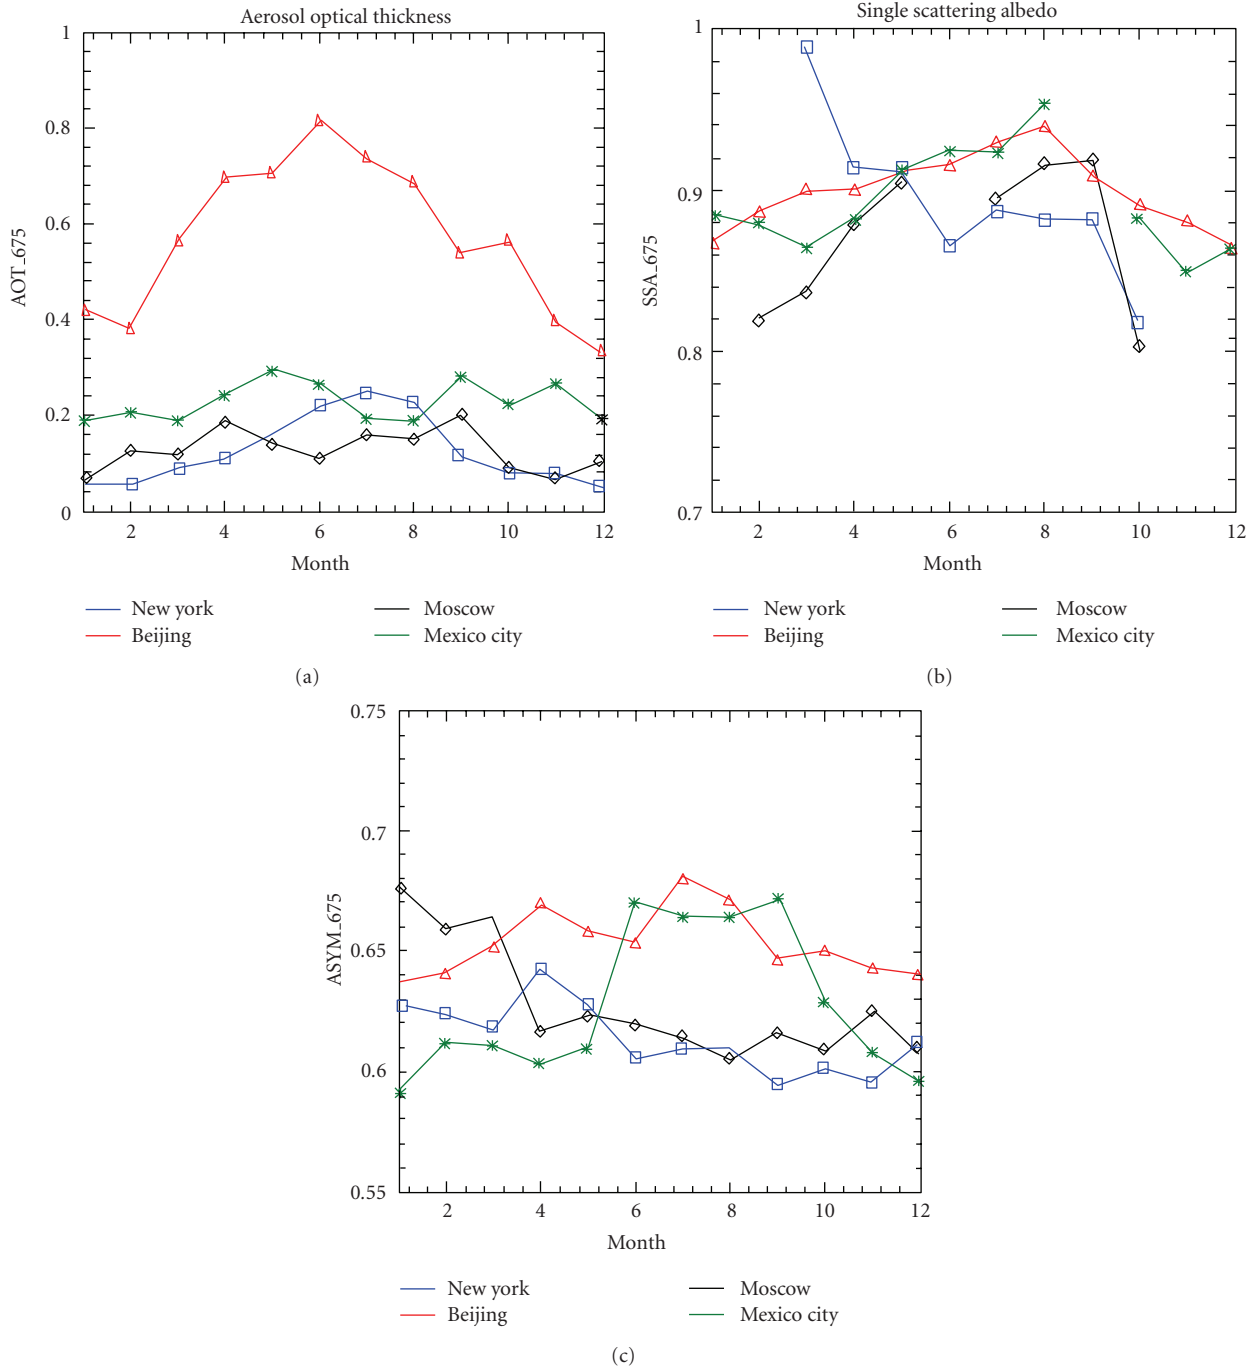 Aerosol optical thickness
1
0.8
0.6
0.4
0.2
0
AOT_675
2 4 6 8 10 12
Month
New york Moscow
Beijing Mexico city
(a)
Single scattering albedo
1
0.9
0.8
0.7
SSA_675
2 4 6 8 10 12
Month
New york Moscow
Beijing Mexico city
(b)
0.75
0.7
0.65
0.6
0.55
ASYM_675
2 4 6 8 10 12
Month
New york Moscow
Beijing Mexico city
(c)